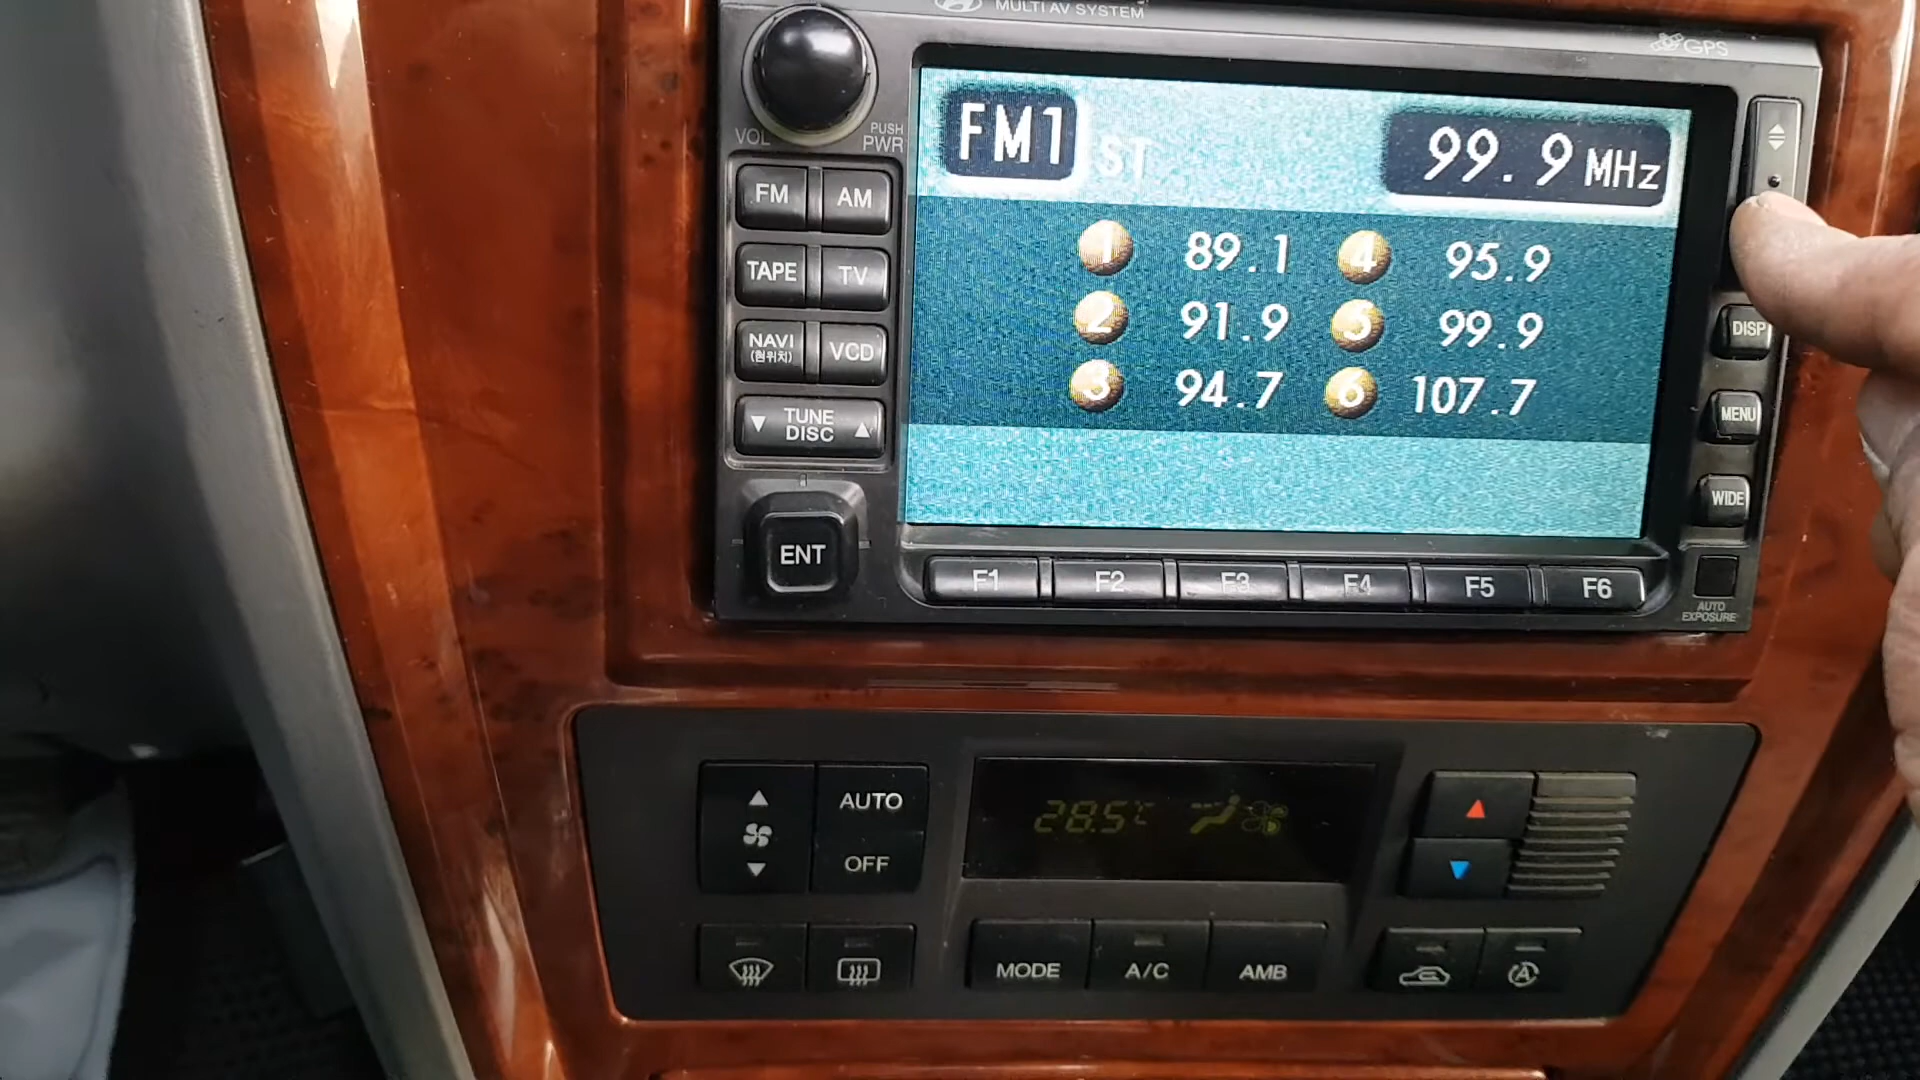 MULTI AV SYSTEM
GPS
VOL
PUSH
PWR
FM AM
TAPE TV
NAVI
(현위치)
VCD
TUNE
DISC
ENT
FM1 ST 99.9 MHz
1 89.1 4 95.9
2 91.9 5 99.9
3 94.7 6 107.7
DISP
MENU
WIDE
F1 F2 F3 F4 F5 F6
AUTO
EXPOSURE
AUTO
OFF
28.5°C
MODE A/C AMB
A